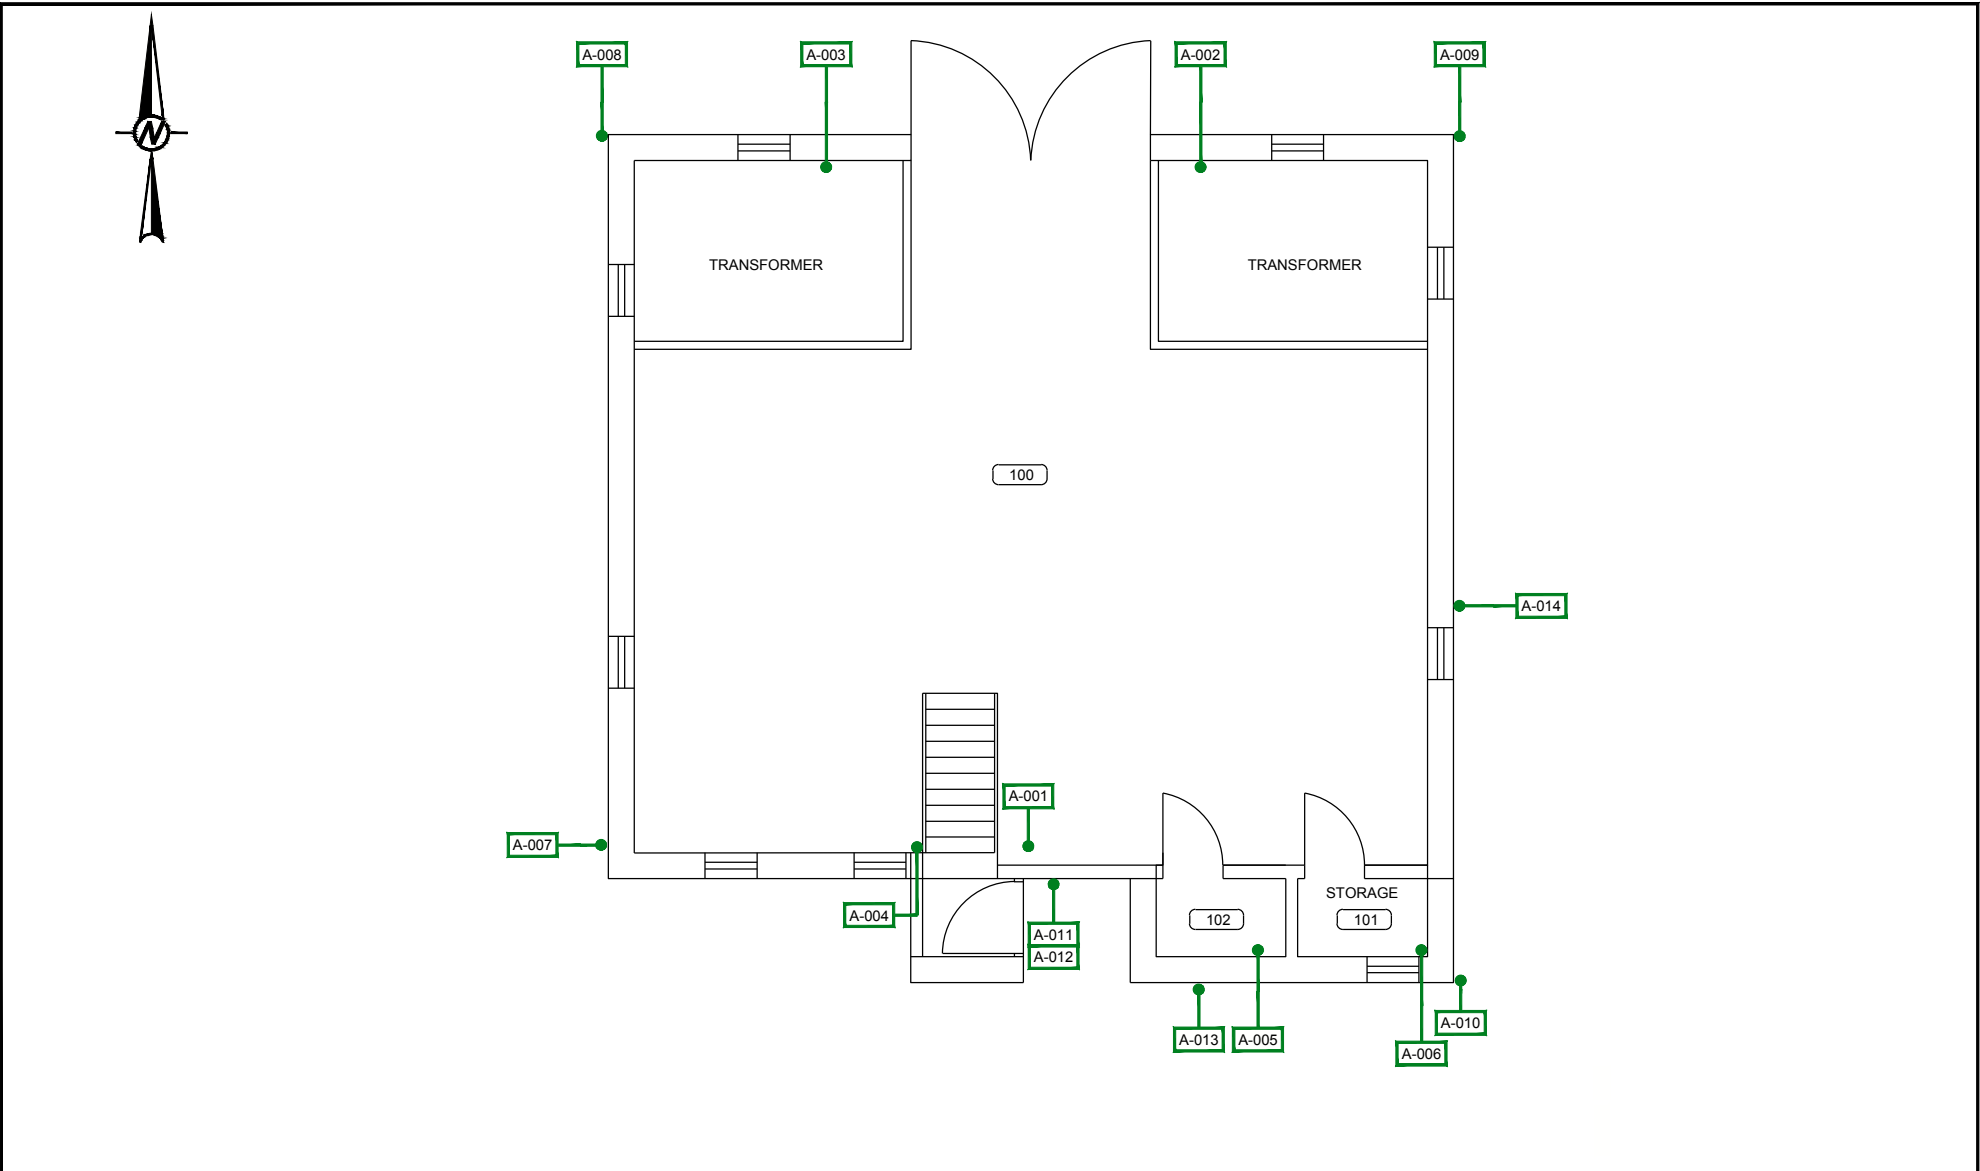 A-008
A-003
A-002
A-009
N
TRANSFORMER
TRANSFORMER
100
A-014
A-001
A-007
STORAGE
A-004
102
101
A-011
A-012
A-010
A-013
A-005
A-006